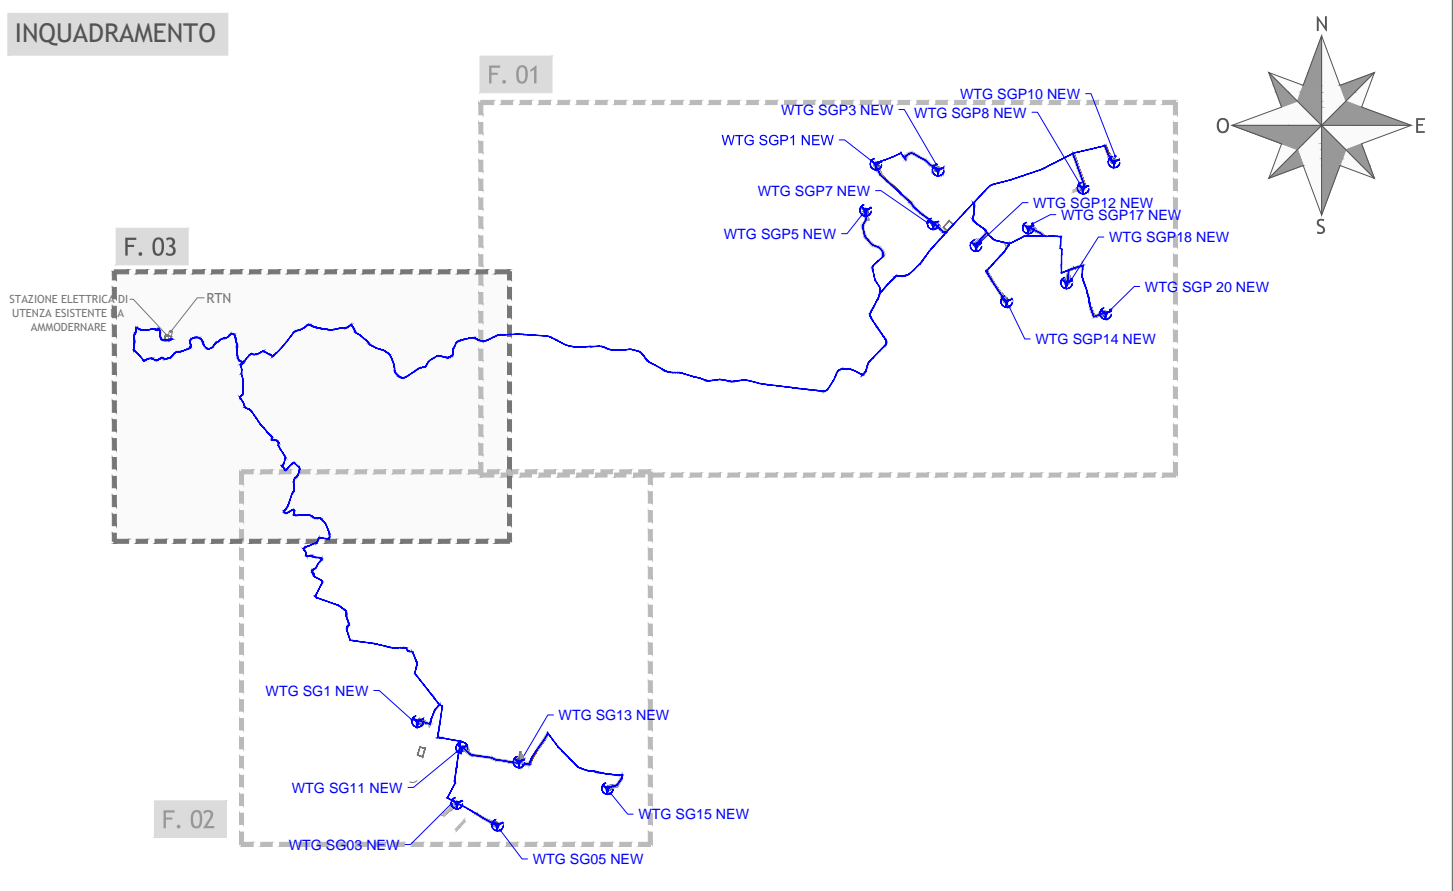 INQUADRAMENTO
N
O
E
S
F. 01
WTG SGP10 NEW
WTG SGP3 NEW
WTG SGP8 NEW
WTG SGP1 NEW
WTG SGP7 NEW
WTG SGP12 NEW
WTG SGP17 NEW
WTG SGP5 NEW
WTG SGP18 NEW
WTG SGP 20 NEW
WTG SGP14 NEW
F. 03
STAZIONE ELETTRICA DI
UTENZA ESISTENTE DA
AMMODERNARE
RTN
WTG SG1 NEW
WTG SG13 NEW
WTG SG11 NEW
WTG SG15 NEW
F. 02
WTG SG03 NEW
WTG SG05 NEW